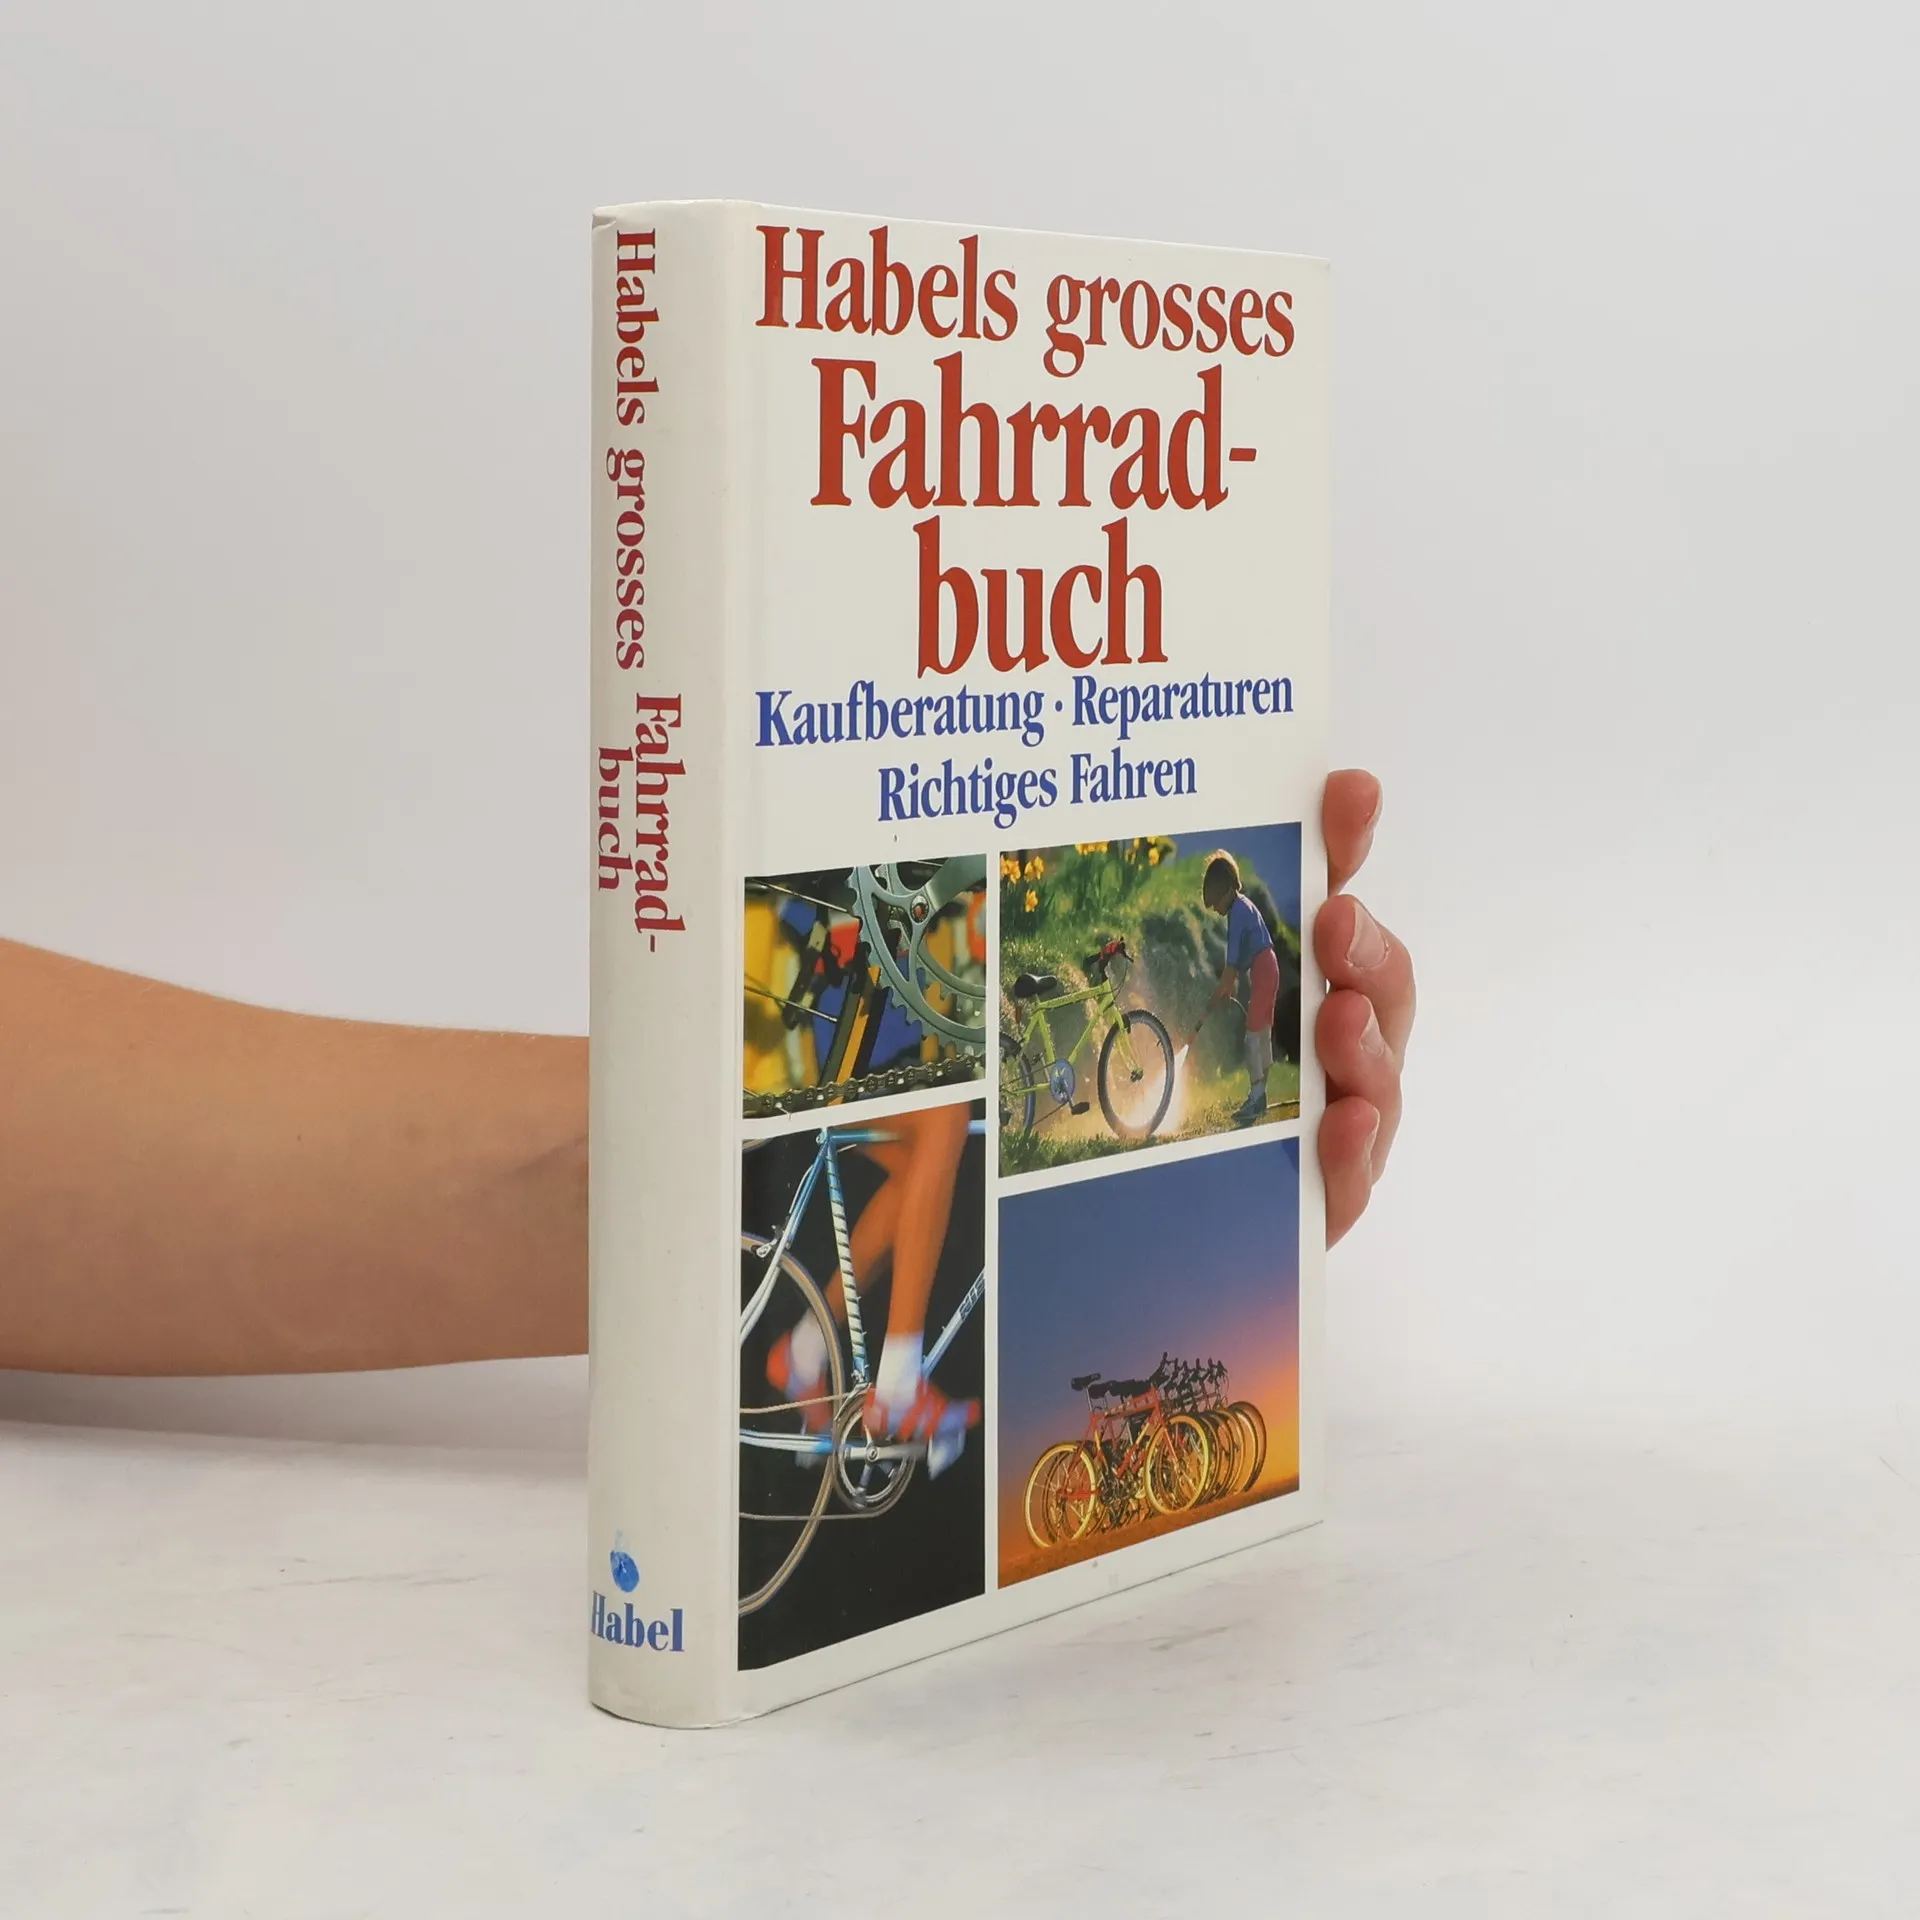 Habels grosses
Fahrrad-
buch
Kaufberatung · Reparaturen
Richtiges Fahren
Habels grosses Fahrrad-
buch
Habel